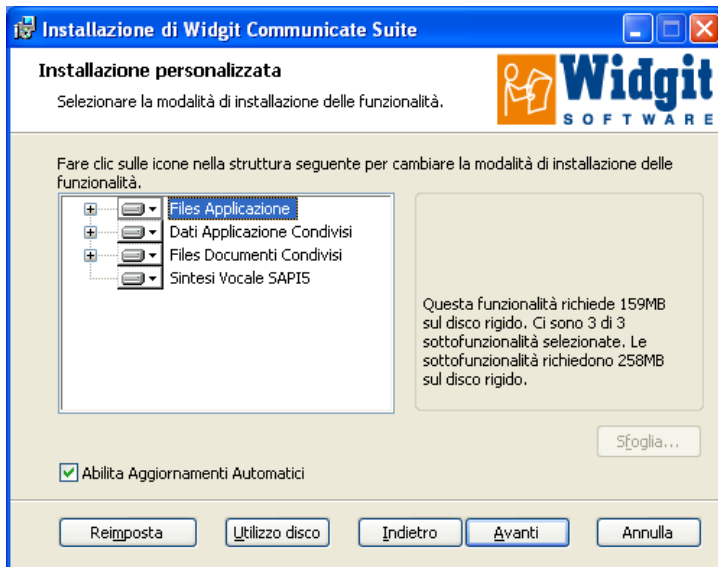 Installazione di Widgit Communicate Suite
Installazione personalizzata
Selezionare la modalità di installazione delle funzionalità.
Widgit
SOFTWARE
Fare clic sulle icone nella struttura seguente per cambiare la modalità di installazione delle
funzionalità.
Files Applicazione
Dati Applicazione Condivisi
Files Documenti Condivisi
Sintesi Vocale SAPI5
Questa funzionalità richiede 159MB
sul disco rigido. Ci sono 3 di 3
sottofunzionalità selezionate. Le
sottofunzionalità richiedono 258MB
sul disco rigido.
Sfoglia...
Abilita Aggiornamenti Automatici
Reimposta
Utilizzo disco
Indietro
Avanti
Annulla